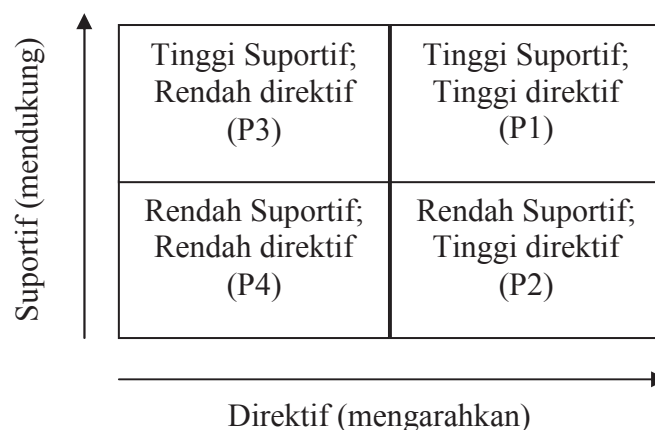 Suportif (mendukung)
Tinggi Suportif;
Rendah direktif
(P3)
Tinggi Suportif;
Tinggi direktif
(P1)
Rendah Suportif;
Rendah direktif
(P4)
Rendah Suportif;
Tinggi direktif
(P2)
Direktif (mengarahkan)